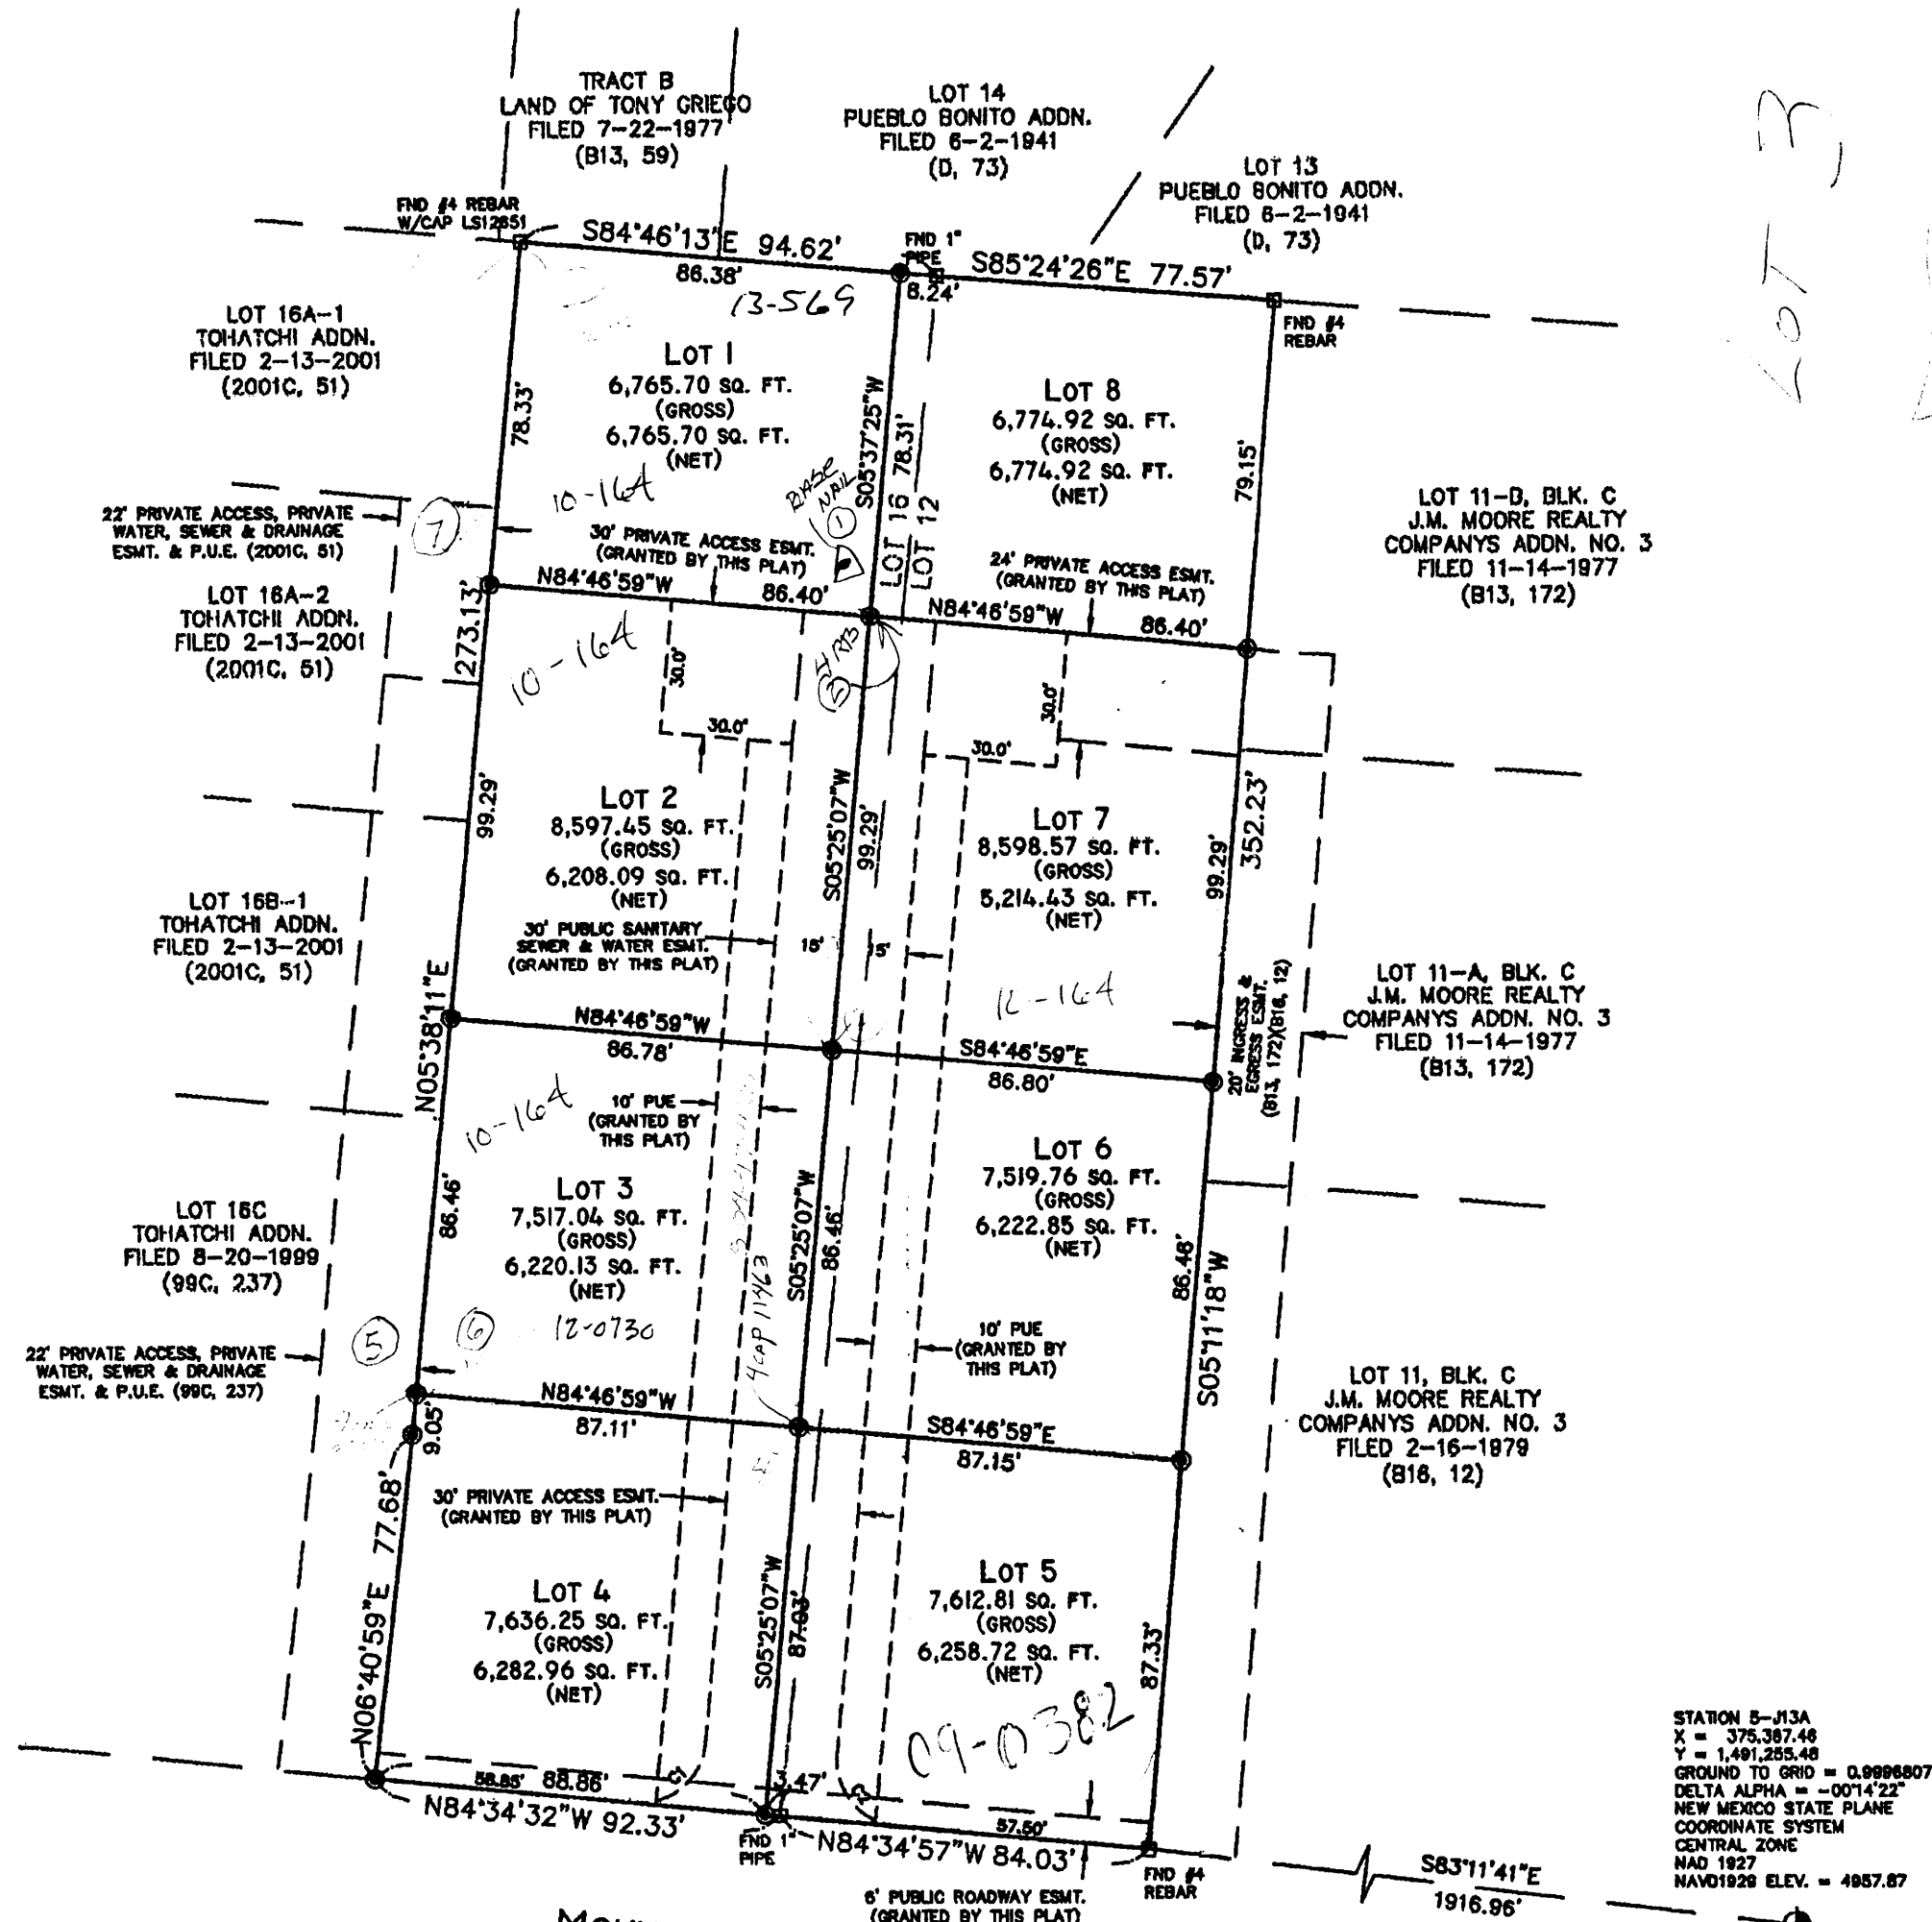 TRACT B
LAND OF TONY GRIEGO
FILED 7-22-1977
(B13, 59)
LOT 14
PUEBLO BONITO ADDN.
FILED 6-2-1941
(D, 73)
LOT 13
PUEBLO BONITO ADDN.
FILED 6-2-1941
(D, 73)
LOT 3
FND #4 REBAR
W/CAP LS12651
S84°46'13"E 94.62'
86.38'
FND 1"
PIPE
8.24'
S85°24'26"E 77.57'
FND #4
REBAR
13-569
LOT 16A-1
TOHATCHI ADDN.
FILED 2-13-2001
(2001C, 51)
78.33'
LOT 1
6,765.70 SQ. FT.
(GROSS)
6,765.70 SQ. FT.
(NET)
S05°37'25"W
78.31'
LOT 16
LOT 12
LOT 8
6,774.92 SQ. FT.
(GROSS)
6,774.92 SQ. FT.
(NET)
79.15'
10-164
BASE
NAIL
1
7
22' PRIVATE ACCESS, PRIVATE
WATER, SEWER & DRAINAGE
ESMT. & P.U.E. (2001C, 51)
30' PRIVATE ACCESS ESMT.
(GRANTED BY THIS PLAT)
24' PRIVATE ACCESS ESMT.
(GRANTED BY THIS PLAT)
LOT 11-B, BLK. C
J.M. MOORE REALTY
COMPANYS ADDN. NO. 3
FILED 11-14-1977
(B13, 172)
N84°46'59"W
86.40'
N84°46'59"W
86.40'
LOT 16A-2
TOHATCHI ADDN.
FILED 2-13-2001
(2001C, 51)
273.13'
10-164
30.0'
30.0'
2
30.0'
30.0'
99.29'
LOT 2
8,597.45 SQ. FT.
(GROSS)
6,208.09 SQ. FT.
(NET)
S05°25'07"W
99.29'
LOT 7
8,598.57 SQ. FT.
(GROSS)
5,214.43 SQ. FT.
(NET)
99.29'
352.23'
LOT 16B-1
TOHATCHI ADDN.
FILED 2-13-2001
(2001C, 51)
30' PUBLIC SANITARY
SEWER & WATER ESMT.
(GRANTED BY THIS PLAT)
15'
15'
20' INGRESS &
EGRESS ESMT.
(B13, 172)(B16, 12)
LOT 11-A, BLK. C
J.M. MOORE REALTY
COMPANYS ADDN. NO. 3
FILED 11-14-1977
(B13, 172)
N05°38'11"E
N84°46'59"W
86.78'
S84°46'59"E
86.80'
10-164
10' PUE
(GRANTED BY
THIS PLAT)
86.46'
LOT 3
7,517.04 SQ. FT.
(GROSS)
6,220.13 SQ. FT.
(NET)
S05°25'07"W
86.46'
LOT 6
7,519.76 SQ. FT.
(GROSS)
6,222.85 SQ. FT.
(NET)
86.46'
S05°11'18"W
LOT 16C
TOHATCHI ADDN.
FILED 8-20-1999
(99C, 237)
5
6
12-0730
10' PUE
(GRANTED BY
THIS PLAT)
22' PRIVATE ACCESS, PRIVATE
WATER, SEWER & DRAINAGE
ESMT. & P.U.E. (99C, 237)
N84°46'59"W
87.11'
S84°46'59"E
87.15'
LOT 11, BLK. C
J.M. MOORE REALTY
COMPANYS ADDN. NO. 3
FILED 2-16-1979
(B16, 12)
9.05'
30' PRIVATE ACCESS ESMT.
(GRANTED BY THIS PLAT)
N06°40'59"E 77.68'
LOT 4
7,636.25 SQ. FT.
(GROSS)
6,282.96 SQ. FT.
(NET)
S05°25'07"W
87.03'
LOT 5
7,612.81 SQ. FT.
(GROSS)
6,258.72 SQ. FT.
(NET)
87.33'
09-0382
58.85' 88.86'
N84°34'32"W 92.33'
3.47'
FND 1"
PIPE
57.50'
N84°34'57"W 84.03'
FND #4
REBAR
6' PUBLIC ROADWAY ESMT.
(GRANTED BY THIS PLAT)
STATION 5-J13A
X = 375,367.46
Y = 1,491,255.48
GROUND TO GRID = 0.9996807
DELTA ALPHA = -00°14'22"
NEW MEXICO STATE PLANE
COORDINATE SYSTEM
CENTRAL ZONE
NAD 1927
NAVD1929 ELEV. = 4957.87
S83°11'41"E
1916.96'